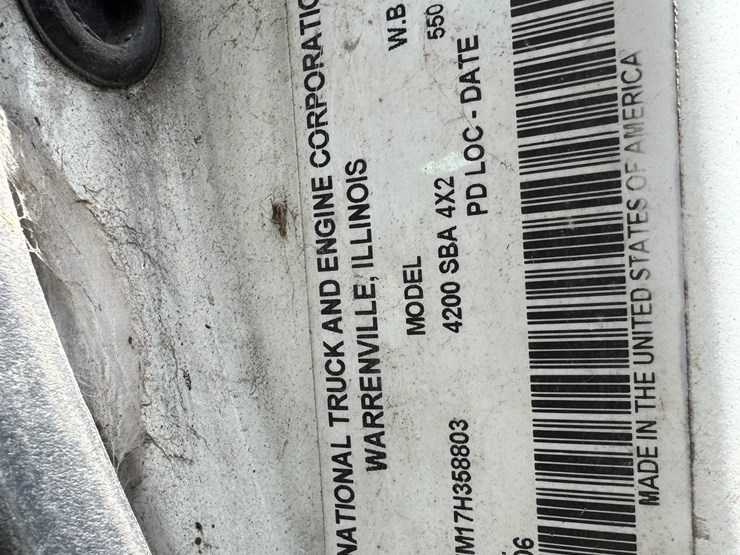 NATIONAL TRUCK AND ENGINE CORPORATIO
WARRENVILLE, ILLINOIS
MODEL W.B
4200 SBA 4X2 550
M17H358803 PD LOC - DATE
06
MADE IN THE UNITED STATES OF AMERICA